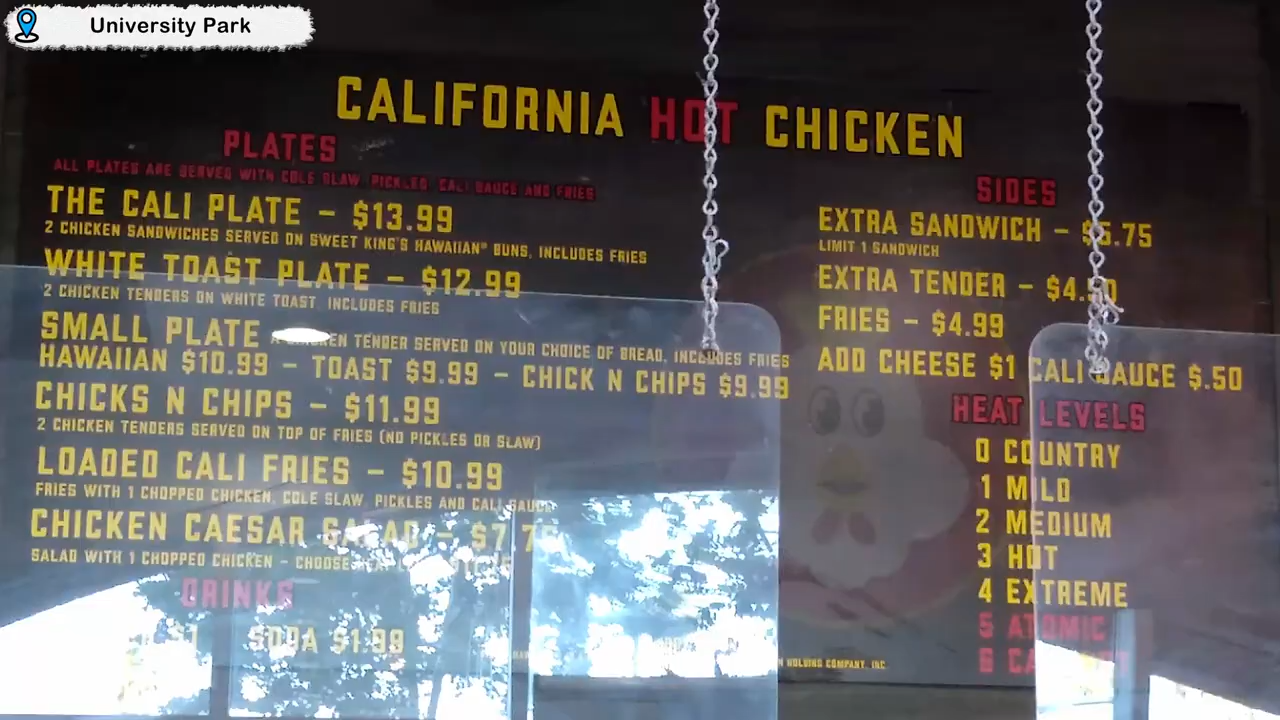 University Park
CALIFORNIA HOT CHICKEN
PLATES
ALL PLATES ARE SERVED WITH COLE SLAW, PICKLES, CALI SAUCE AND FRIES
THE CALI PLATE – $13.99
2 CHICKEN SANDWICHES SERVED ON SWEET KING'S HAWAIIAN® BUNS, INCLUDES FRIES
WHITE TOAST PLATE – $12.99
2 CHICKEN TENDERS ON WHITE TOAST, INCLUDES FRIES
SMALL PLATE
CHICKEN TENDER SERVED ON YOUR CHOICE OF BREAD, INCLUDES FRIES
HAWAIIAN $10.99 – TOAST $9.99 – CHICK N CHIPS $9.99
CHICKS N CHIPS – $11.99
2 CHICKEN TENDERS SERVED ON TOP OF FRIES (NO PICKLES OR SLAW)
LOADED CALI FRIES – $10.99
FRIES WITH 1 CHOPPED CHICKEN, COLE SLAW, PICKLES AND CALI SAUCE
CHICKEN CAESAR SALAD –
SALAD WITH 1 CHOPPED CHICKEN – CHOOSE
DRINKS
SODA $1.99
SIDES
EXTRA SANDWICH – $5.75
LIMIT 1 SANDWICH
EXTRA TENDER –
FRIES – $4.99
ADD CHEESE $1 CALI SAUCE $.50
HEAT LEVELS
0 COUNTRY
1 MILD
2 MEDIUM
3 HOT
4 EXTREME
5 ATOMIC
6
HOLDING COMPANY, INC